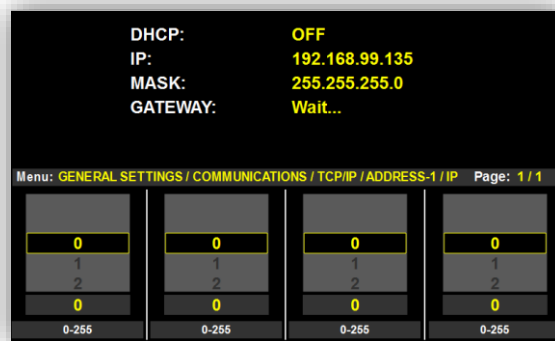 DHCP: OFF
IP: 192.168.99.135
MASK: 255.255.255.0
GATEWAY: Wait...
Menu: GENERAL SETTINGS / COMMUNICATIONS / TCP/IP / ADDRESS-1 / IP Page: 1 / 1
0 0 0 0
1 1 1 1
2 2 2 2
0 0 0 0
0-255 0-255 0-255 0-255